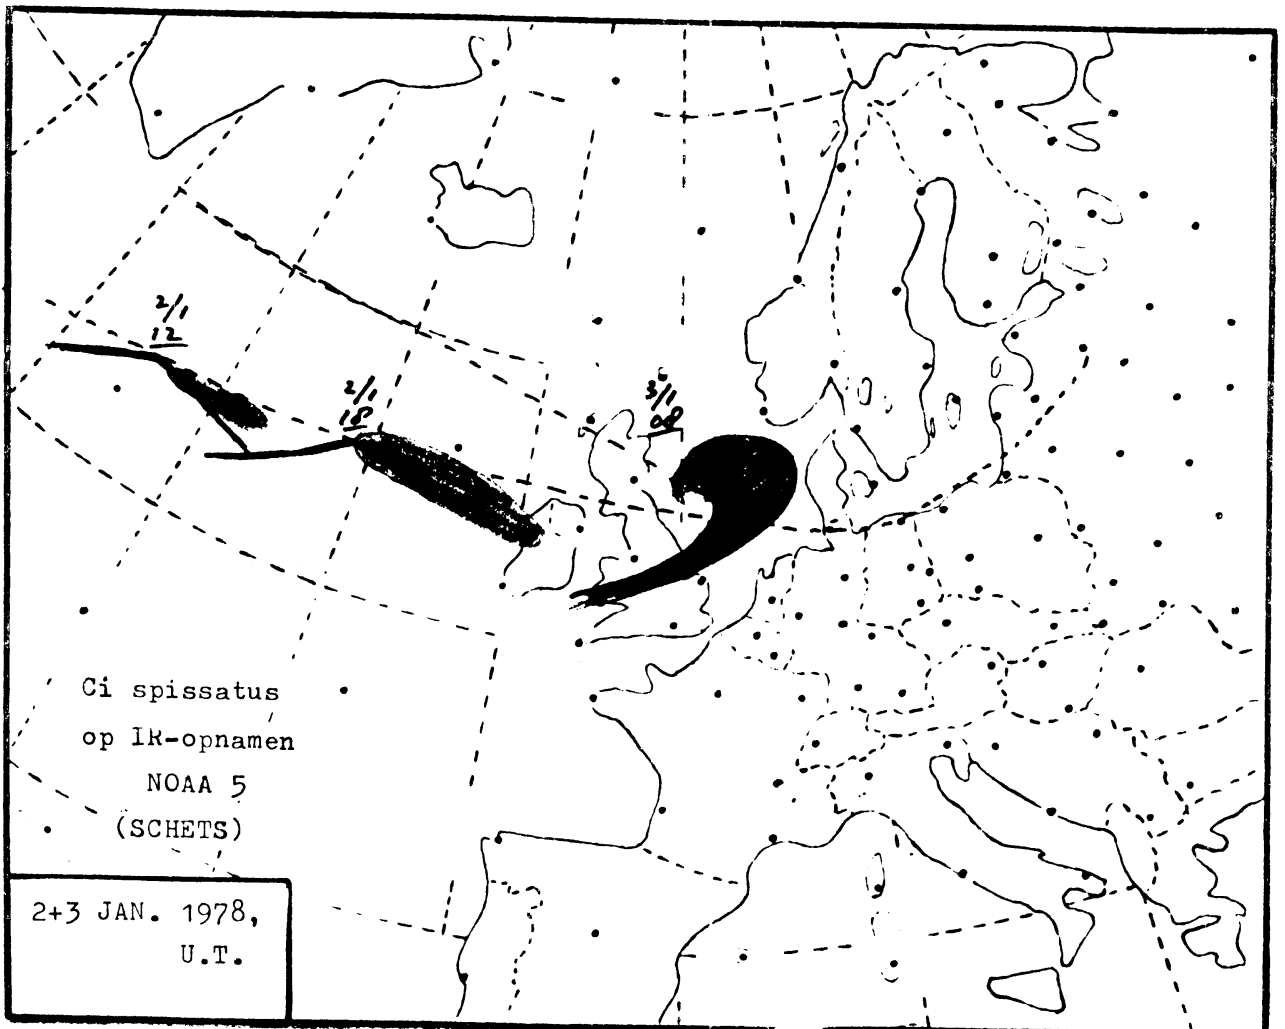 2/1
12
2/1
18
3/1
08
Ci spissatus
op IR-opnamen
NOAA 5
(SCHETS)
2+3 JAN. 1978,
U.T.